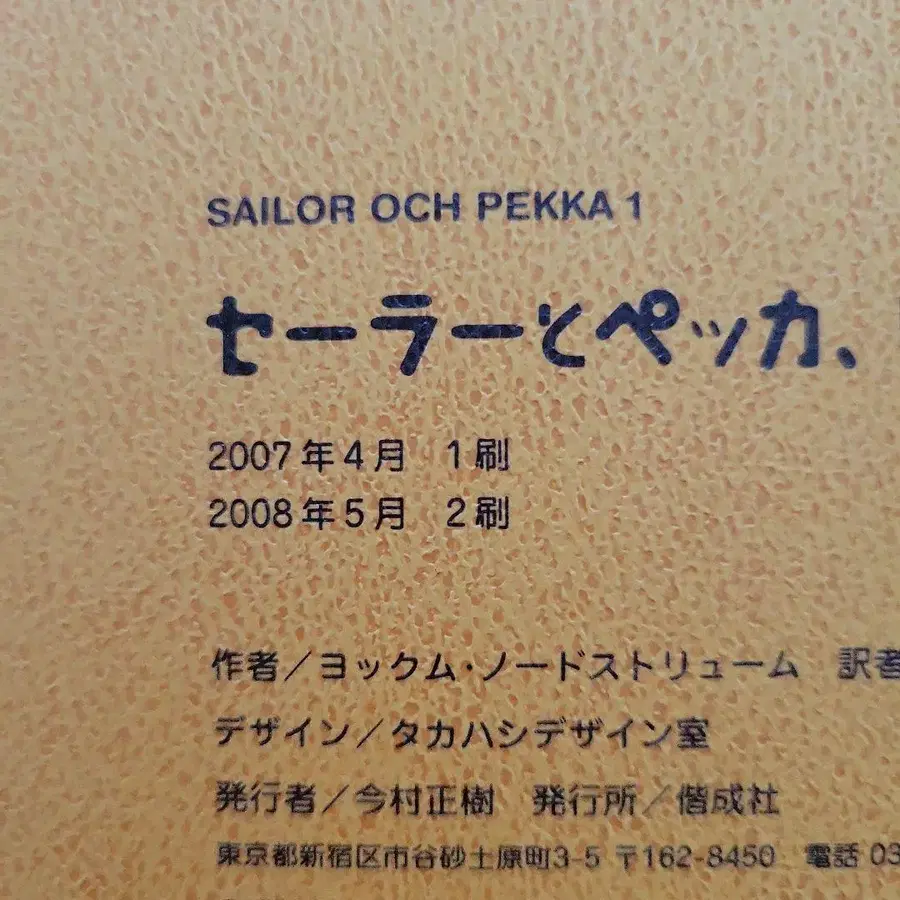 SAILOR OCH PEKKA 1
セーラーとペッカ、
2007年4月 1刷
2008年5月 2刷
作者/ヨックム・ノードストリューム 訳者
デザイン/タカハシデザイン室
発行者/今村正樹 発行所/偕成社
東京都新宿区市谷砂土原町3-5 〒162-8450 電話 03